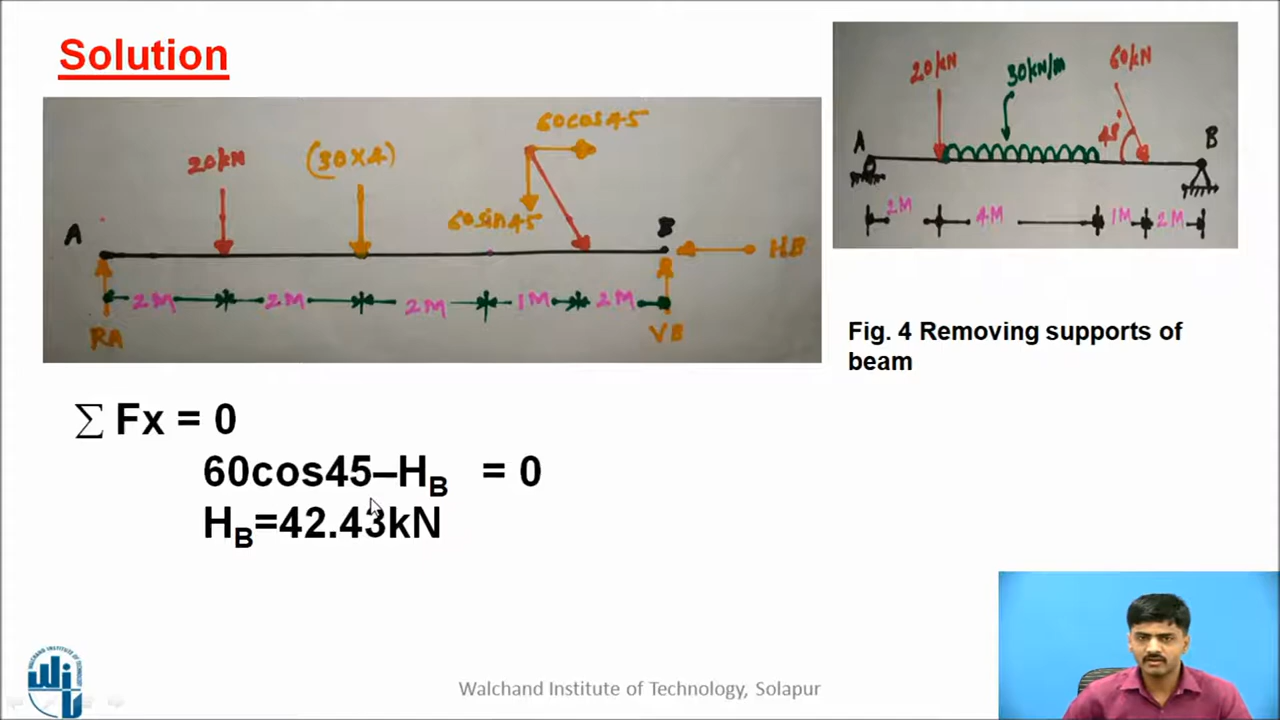 Solution
20kN
(30×4)
60cos45
60sin45
A
B
HB
2M
2M
2M
1M
2M
RA
VB
20kN
30kN/m
60kN
A
45°
B
2M
4M
1M
2M
Fig. 4 Removing supports of
beam
∑ Fx = 0
60cos45–HB = 0
HB=42.43kN
Walchand Institute of Technology, Solapur